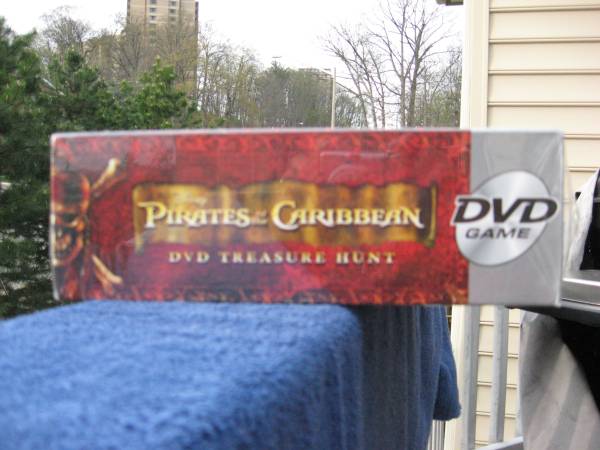 PIRATES OF THE CARIBBEAN
DVD TREASURE HUNT
DVD
GAME